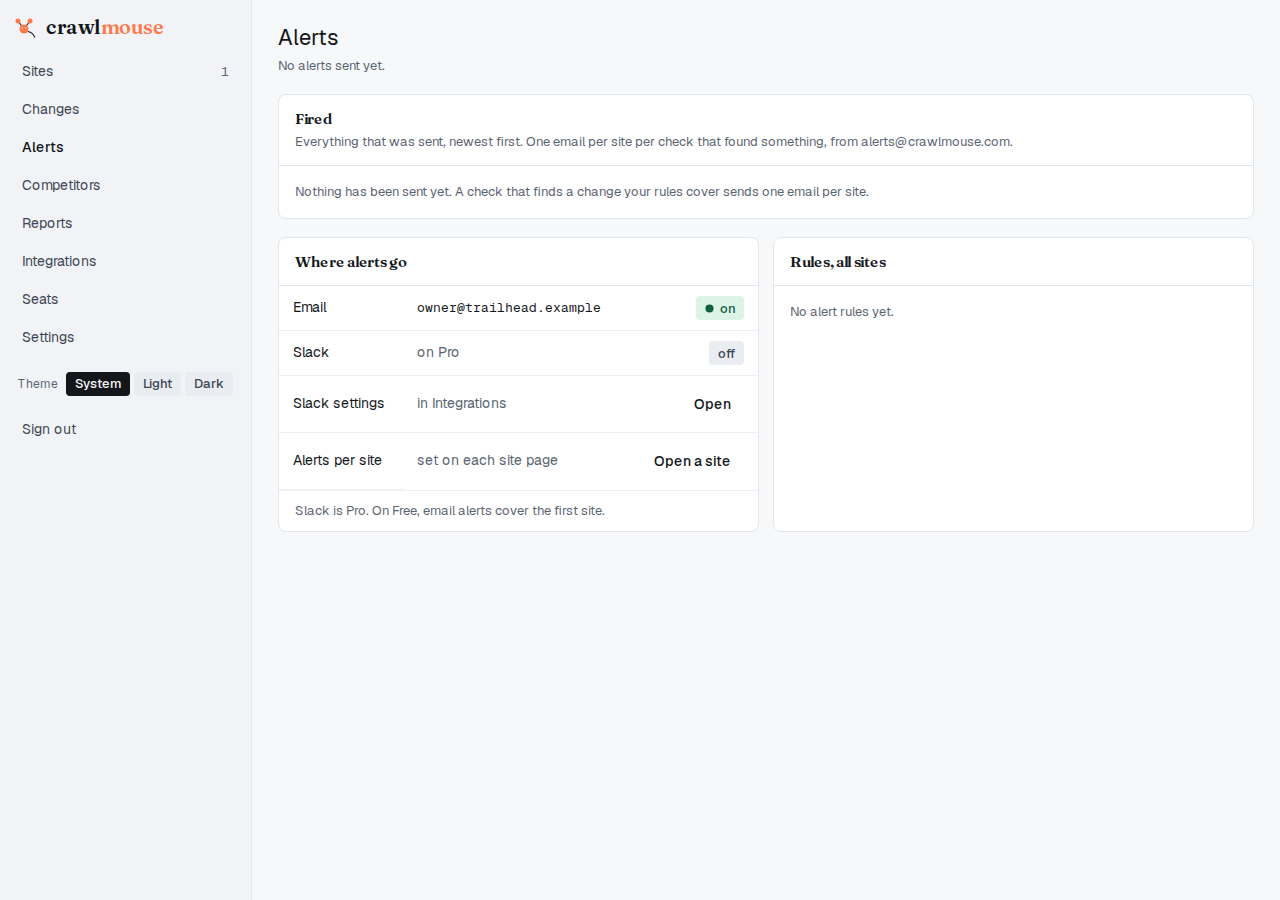 crawlmouse
Sites 1
Changes
Alerts
Competitors
Reports
Integrations
Seats
Settings
Theme System Light Dark
Sign out
Alerts
No alerts sent yet.
Fired
Everything that was sent, newest first. One email per site per check that found something, from alerts@crawlmouse.com.
Nothing has been sent yet. A check that finds a change your rules cover sends one email per site.
Where alerts go
Email owner@trailhead.example on
Slack on Pro off
Slack settings in Integrations Open
Alerts per site set on each site page Open a site
Slack is Pro. On Free, email alerts cover the first site.
Rules, all sites
No alert rules yet.